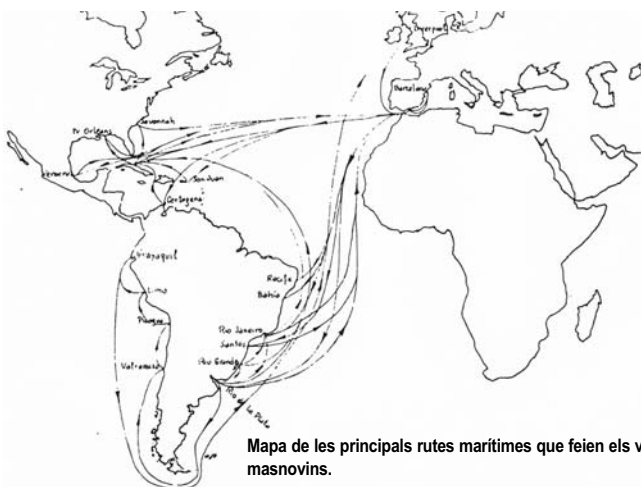 Liverpool
Barcelona
Savannah
N Orleans
Veracruz
San Juan
Cartagena
Guayaquil
Lima
Recife
Bahia
Rio Janeiro
Santos
Rio Grande
Valparaiso
Rio de la Plata
Mapa de les principals rutes marítimes que feien els v
masnovins.